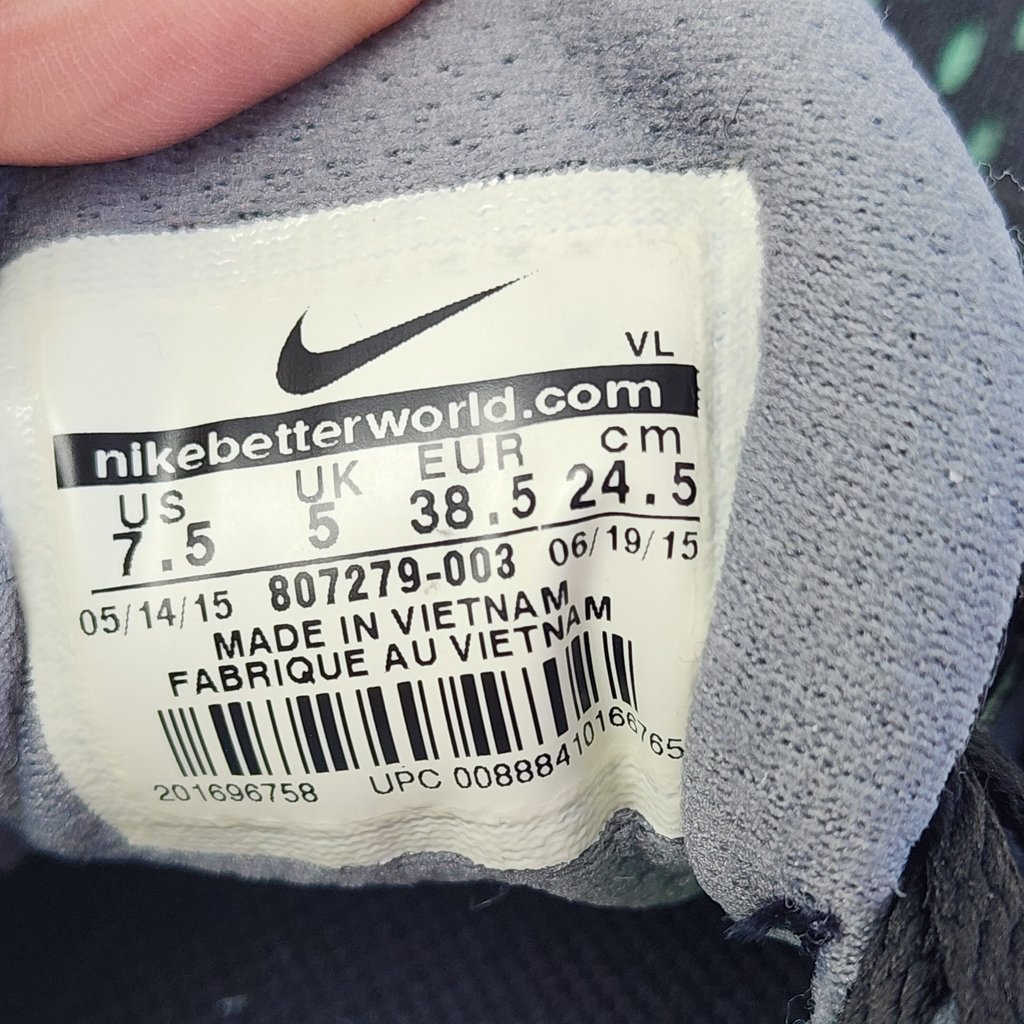 VL
nikebetterworld.com
US UK EUR cm
7.5 5 38.5 24.5
05/14/15 807279-003 06/19/15
MADE IN VIETNAM
FABRIQUE AU VIETNAM
201696758 UPC 00888410166765